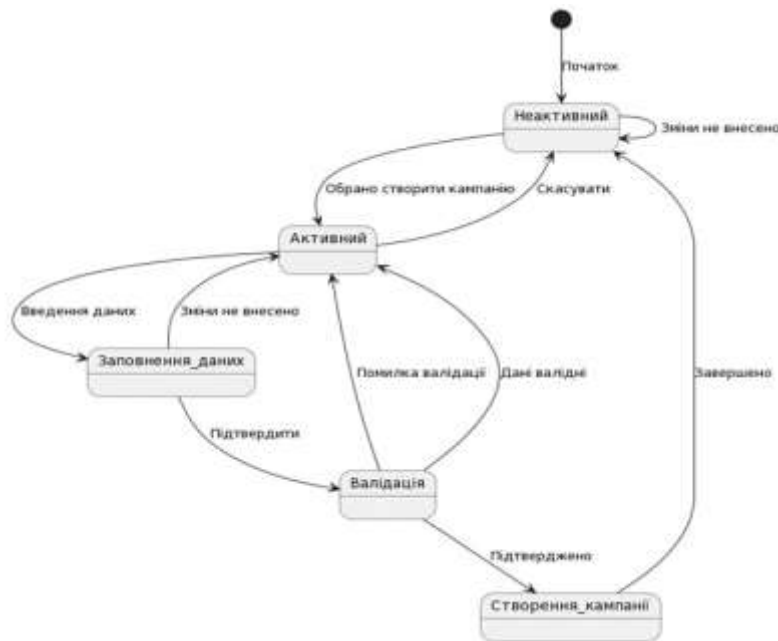 Початок
Неактивний
Зміни не внесено
Обрано створити кампанію
Скасувати
Активний
Введення даних
Зміни не внесено
Заповнення_даних
Помилка валідації
Дані валідні
Завершено
Підтвердити
Валідація
Підтверджено
Створення_кампанії